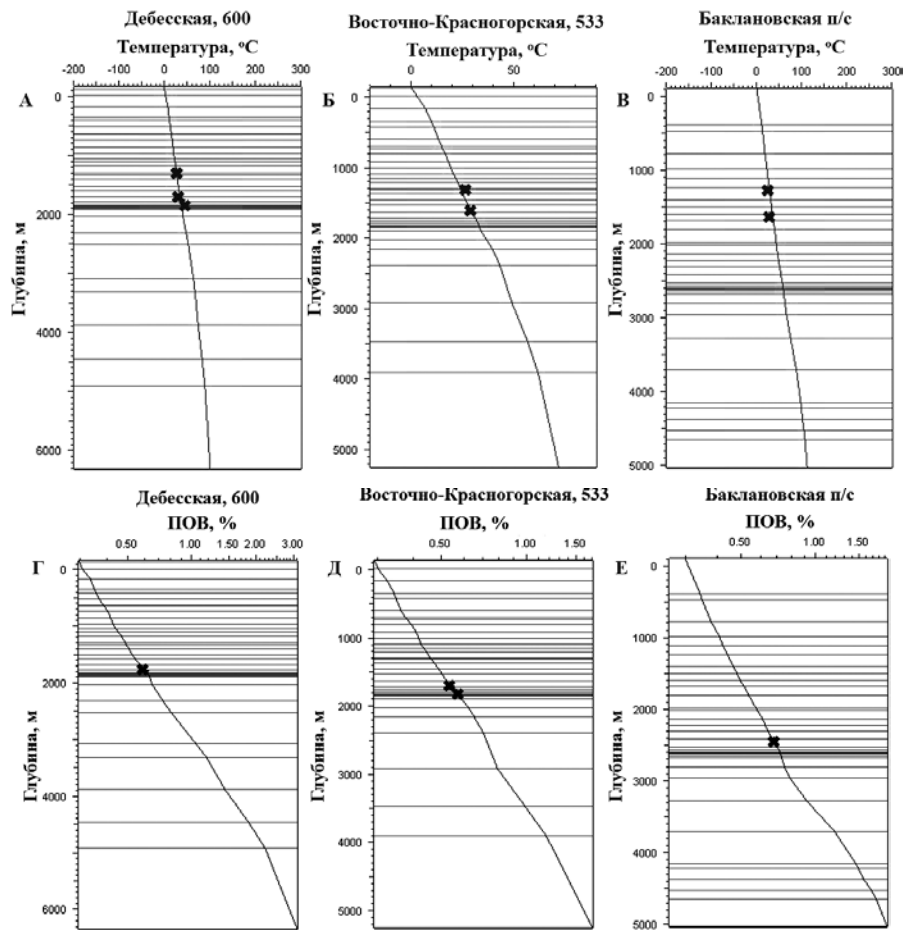 Дебесская, 600
Температура, °C
-200 -100 0 100 200 300
А
Глубина, м
0
2000
4000
6000
Восточно-Красногорская, 533
Температура, °C
0 50
Б
Глубина, м
0
1000
2000
3000
4000
5000
Баклановская п/с
Температура, °C
-200 -100 0 100 200 300
В
Глубина, м
0
1000
2000
3000
4000
5000
Дебесская, 600
ПОВ, %
0.50 1.00 1.50 2.00 3.00
Г
Глубина, м
0
2000
4000
6000
Восточно-Красногорская, 533
ПОВ, %
0.50 1.00 1.50
Д
Глубина, м
0
1000
2000
3000
4000
5000
Баклановская п/с
ПОВ, %
0.50 1.00 1.50
Е
Глубина, м
0
1000
2000
3000
4000
5000